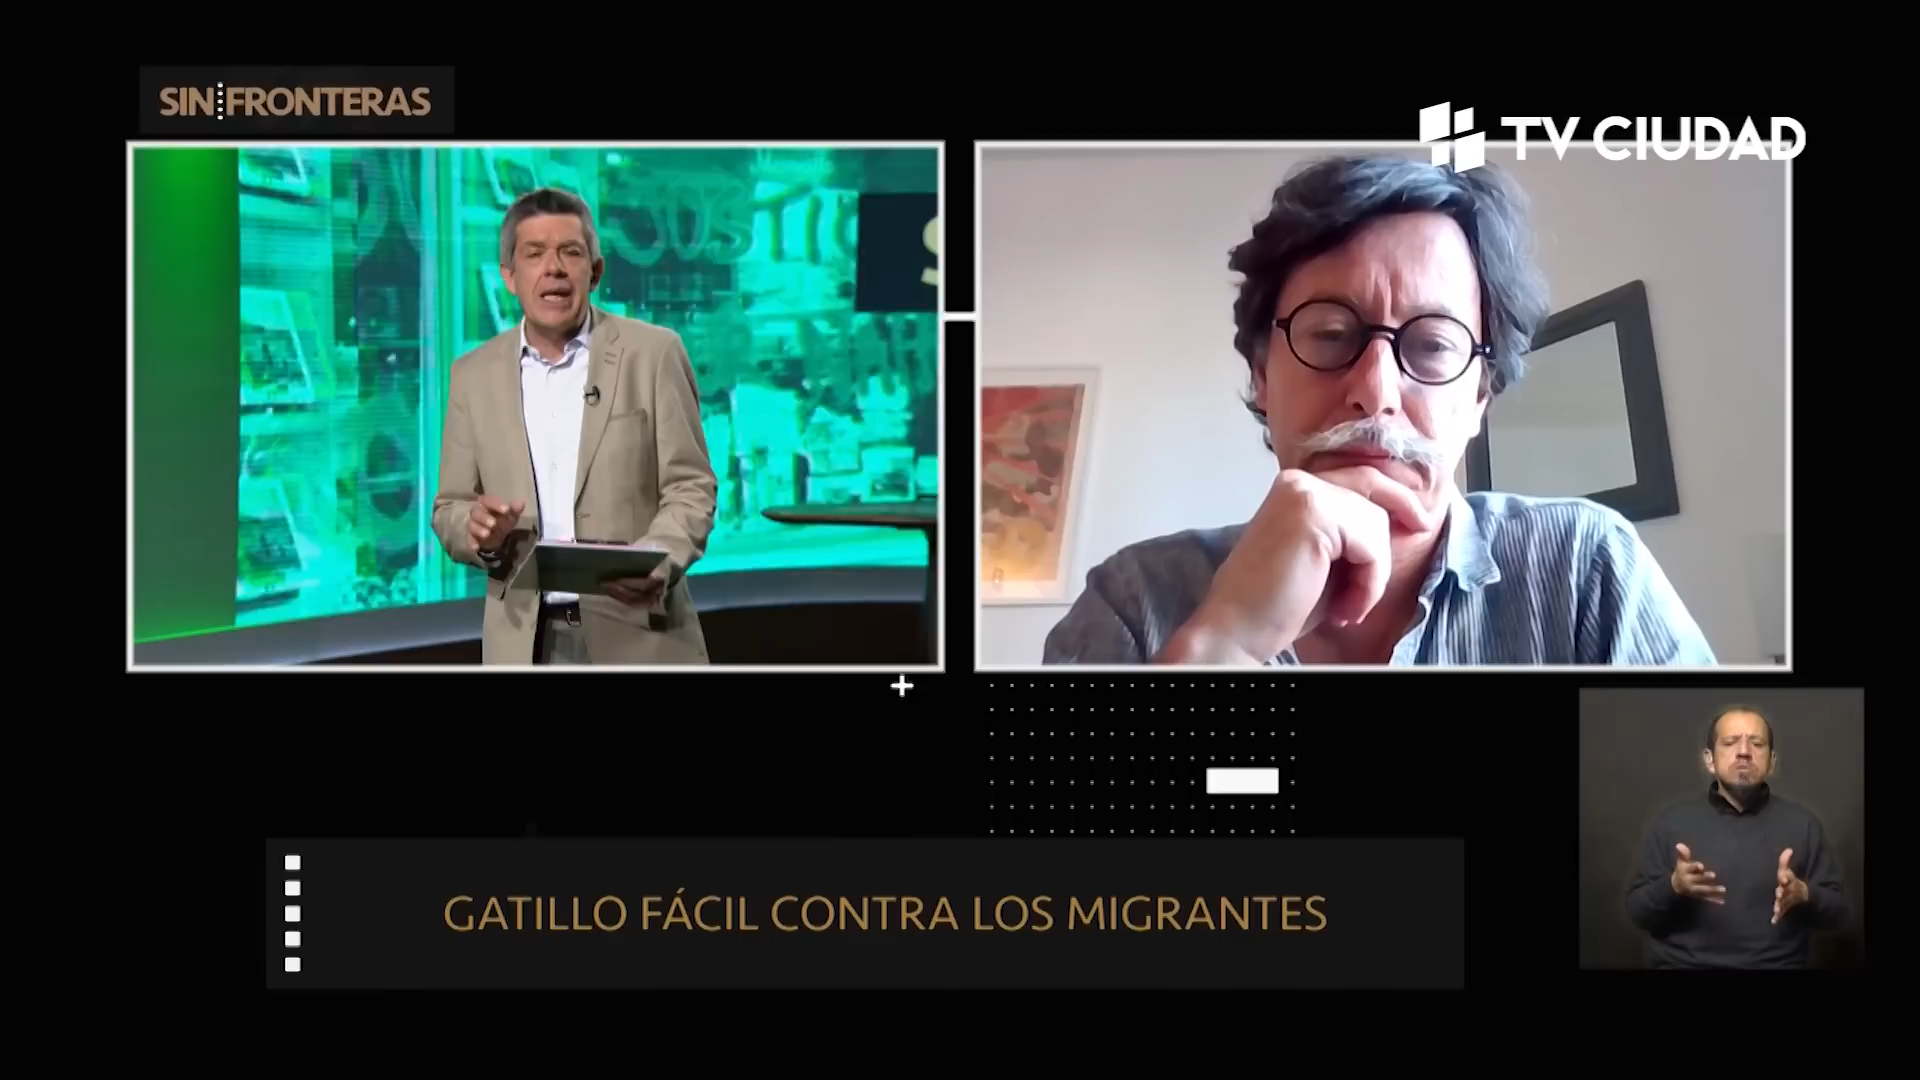 SIN FRONTERAS
TV CIUDAD
GATILLO FÁCIL CONTRA LOS MIGRANTES